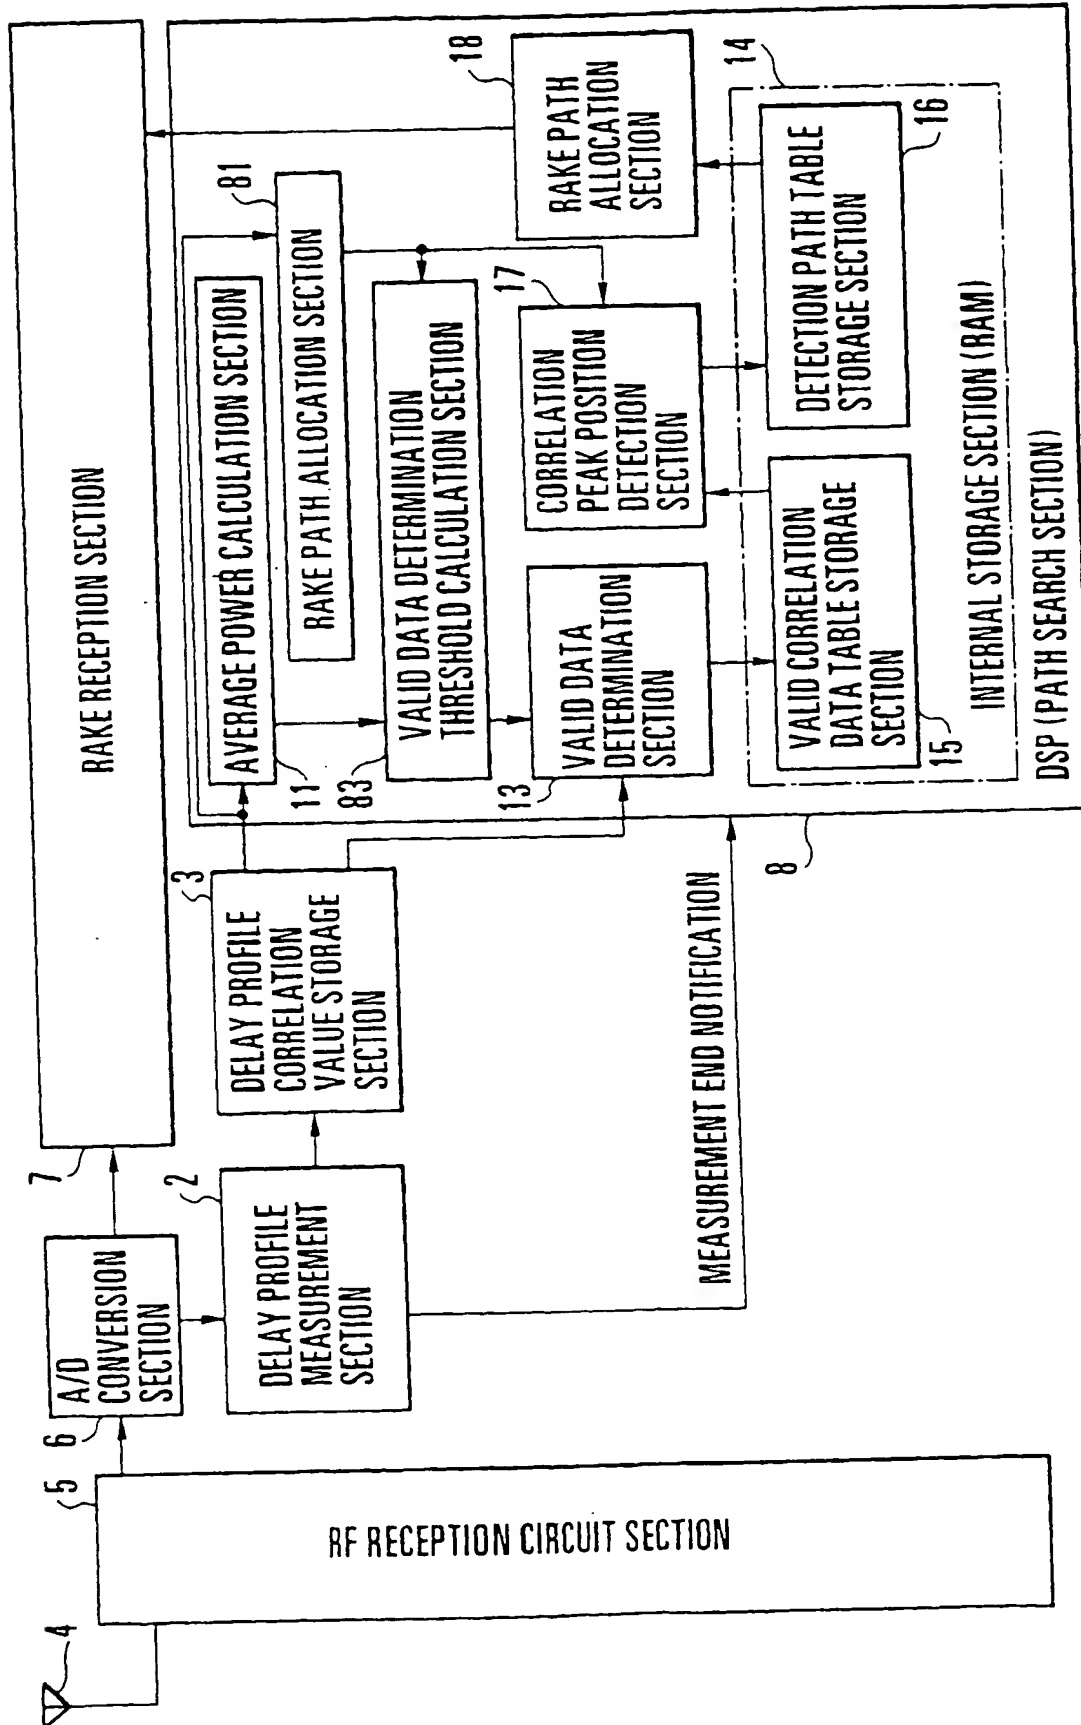 4
5
RF RECEPTION CIRCUIT SECTION
6
A/D
CONVERSION
SECTION
7
RAKE RECEPTION SECTION
2
DELAY PROFILE
MEASUREMENT
SECTION
3
DELAY PROFILE
CORRELATION
VALUE STORAGE
SECTION
MEASUREMENT END NOTIFICATION
8
AVERAGE POWER CALCULATION SECTION
11
81
RAKE PATH ALLOCATION SECTION
83
VALID DATA DETERMINATION
THRESHOLD CALCULATION SECTION
13
VALID DATA
DETERMINATION
SECTION
17
CORRELATION
PEAK POSITION
DETECTION
SECTION
18
RAKE PATH
ALLOCATION
SECTION
14
VALID CORRELATION
DATA TABLE STORAGE
SECTION
15
DETECTION PATH TABLE
STORAGE SECTION
16
INTERNAL STORAGE SECTION (RAM)
DSP (PATH SEARCH SECTION)